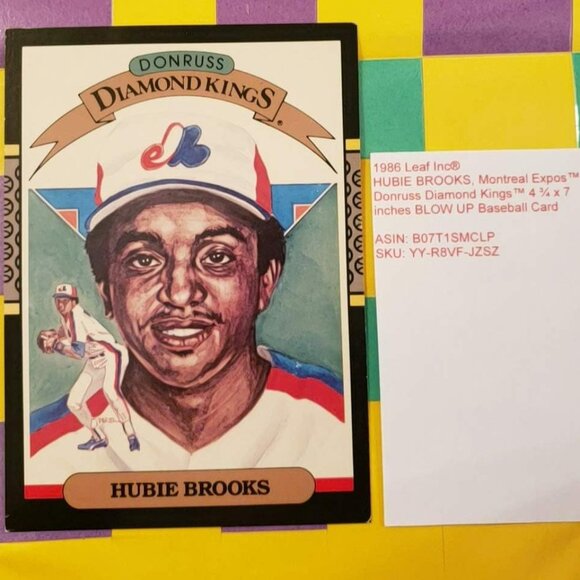 DONRUSS
DIAMOND KINGS®
HUBIE BROOKS
1986 Leaf Inc®
HUBIE BROOKS, Montreal Expos™
Donruss Diamond Kings™ 4 ¾ x 7
inches BLOW UP Baseball Card
ASIN: B07T1SMCLP
SKU: YY-R8VF-JZSZ